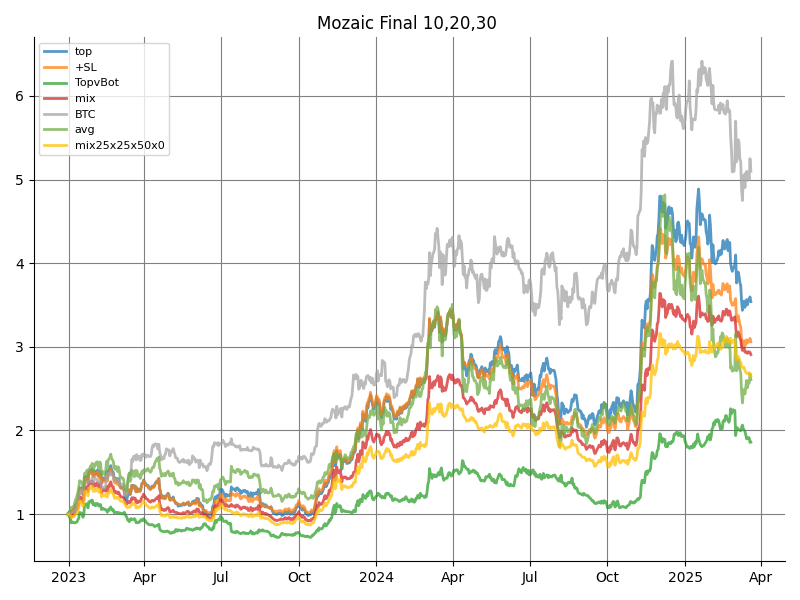 Mozaic Final 10,20,30
top
+SL
TopvBot
mix
BTC
avg
mix25x25x50x0
6
5
4
3
2
1
2023 Apr Jul Oct 2024 Apr Jul Oct 2025 Apr